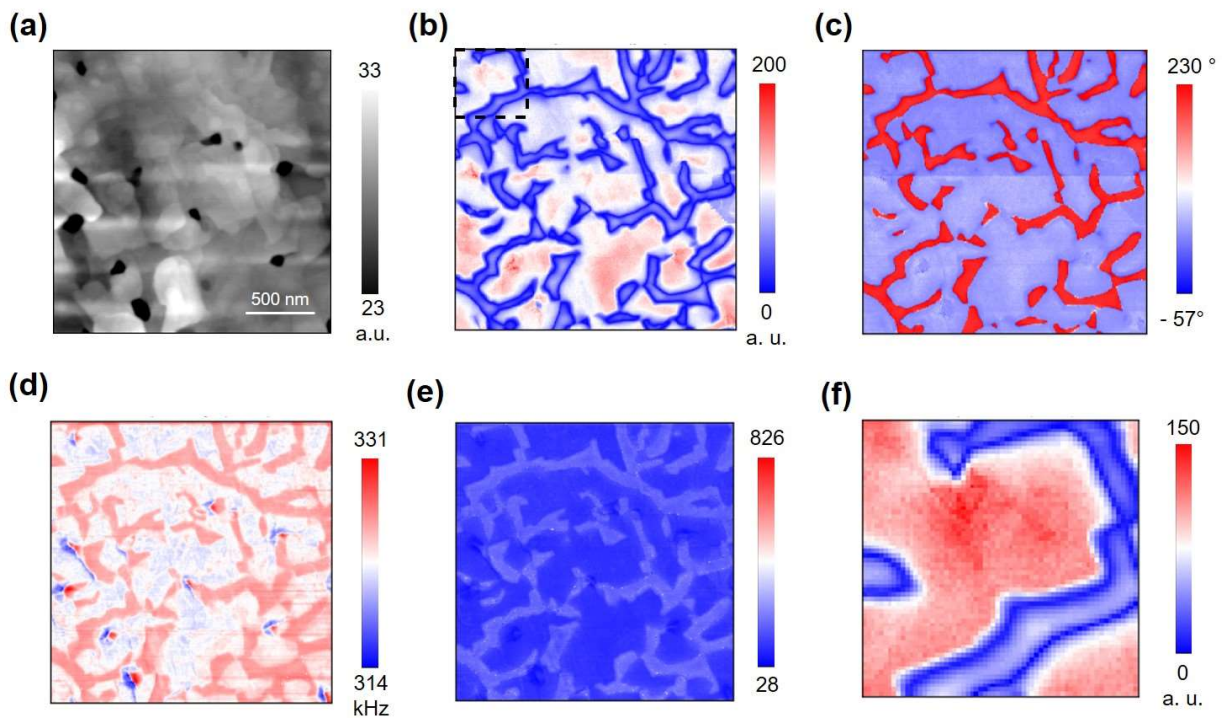 (a)
33
500 nm
23
a.u.
(b)
200
0
a. u.
(c)
230 °
- 57°
(d)
331
314
kHz
(e)
826
28
(f)
150
0
a. u.